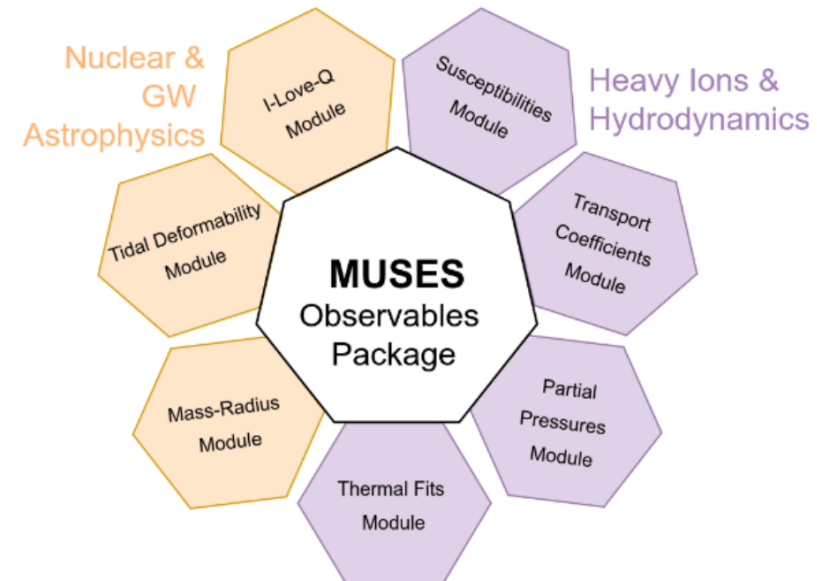 Nuclear &
GW
Astrophysics
I-Love-Q
Module
Susceptibilities
Module
Heavy Ions &
Hydrodynamics
Tidal Deformability
Module
Transport
Coefficients
Module
MUSES
Observables
Package
Mass-Radius
Module
Partial
Pressures
Module
Thermal Fits
Module